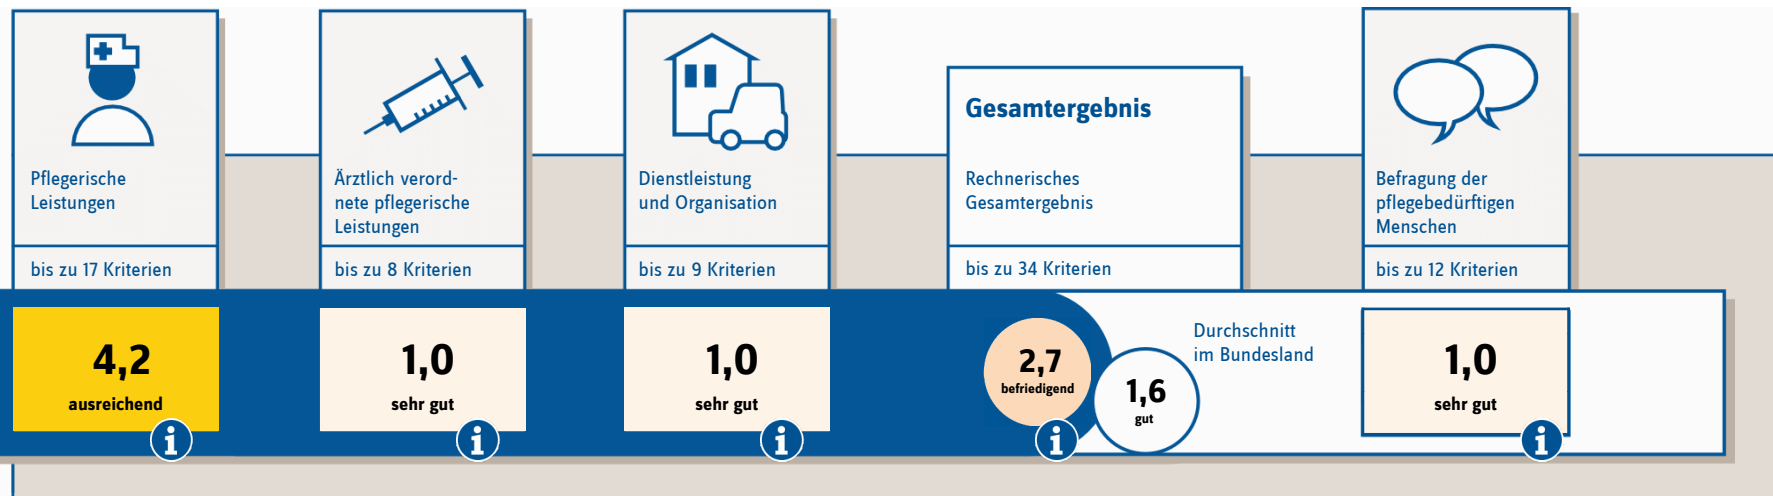 Pflegerische
Leistungen
bis zu 17 Kriterien
4,2
ausreichend
i
Ärztlich verord-
nete pflegerische
Leistungen
bis zu 8 Kriterien
1,0
sehr gut
i
Dienstleistung
und Organisation
bis zu 9 Kriterien
1,0
sehr gut
i
Gesamtergebnis
Rechnerisches
Gesamtergebnis
bis zu 34 Kriterien
2,7
befriedigend
i
Durchschnitt
im Bundesland
1,6
gut
Befragung der
pflegebedürftigen
Menschen
bis zu 12 Kriterien
1,0
sehr gut
i